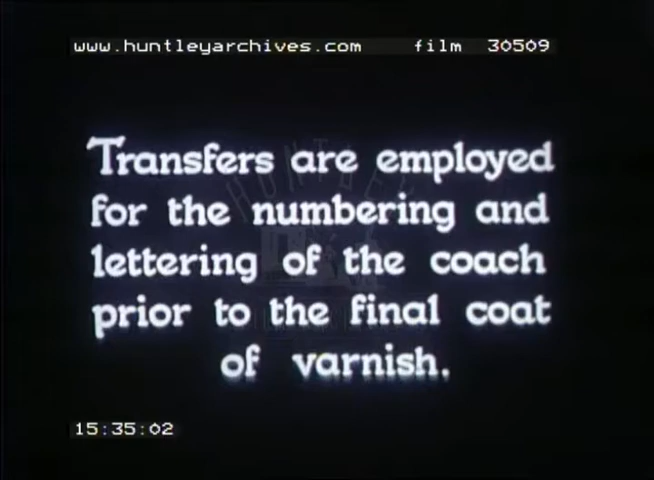 www.huntleyarchives.com film 30509
Transfers are employed
for the numbering and
lettering of the coach
prior to the final coat
of varnish.
15:35:02